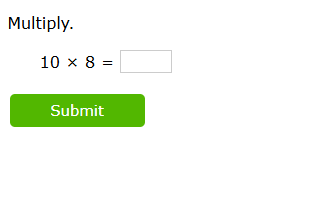 Multiply.
10 × 8 =
Submit